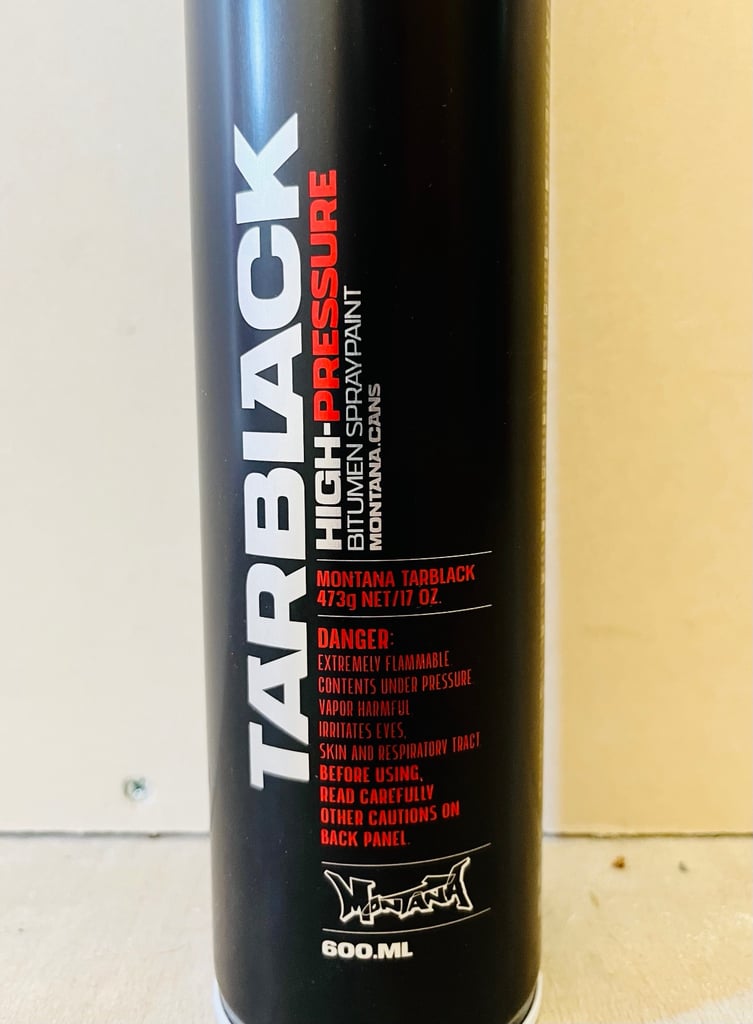 TARBLACK
HIGH-PRESSURE
BITUMEN SPRAYPAINT
MONTANA.CANS
MONTANA TARBLACK
473g NET/17 OZ.
DANGER:
EXTREMELY FLAMMABLE
CONTENTS UNDER PRESSURE
VAPOR HARMFUL
IRRITATES EYES,
SKIN AND RESPIRATORY TRACT.
BEFORE USING,
READ CAREFULLY
OTHER CAUTIONS ON
BACK PANEL.
MONTANA
600.ML